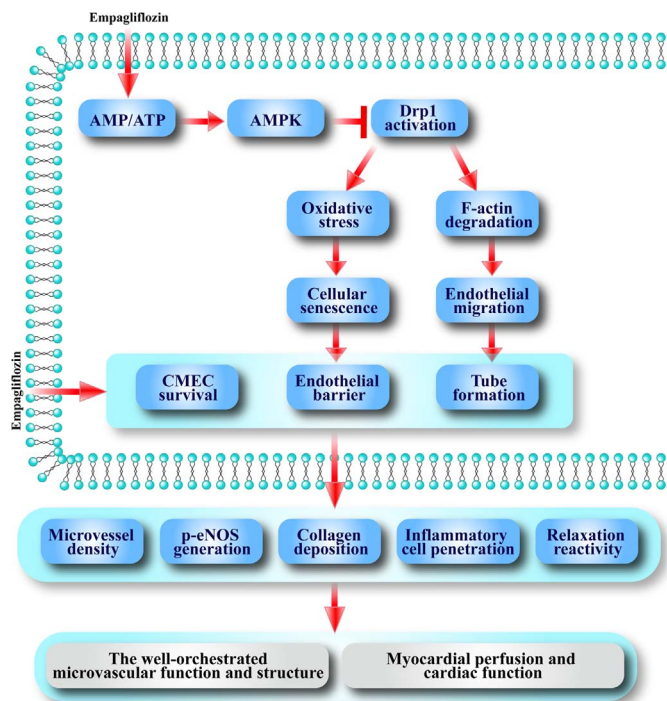 Empagliflozin
AMP/ATP
AMPK
Drp1
activation
Oxidative
stress
F-actin
degradation
Cellular
senescence
Endothelial
migration
Empagliflozin
CMEC
survival
Endothelial
barrier
Tube
formation
Microvessel
density
p-eNOS
generation
Collagen
deposition
Inflammatory
cell penetration
Relaxation
reactivity
The well-orchestrated
microvascular function and structure
Myocardial perfusion and
cardiac function